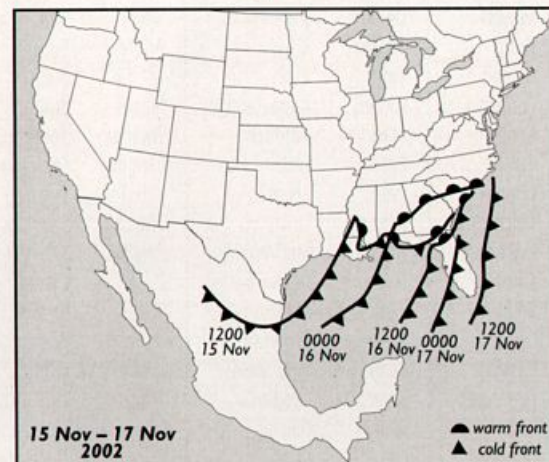 1200
15 Nov
0000
16 Nov
1200
16 Nov
0000
17 Nov
1200
17 Nov
15 Nov – 17 Nov
2002
warm front
cold front